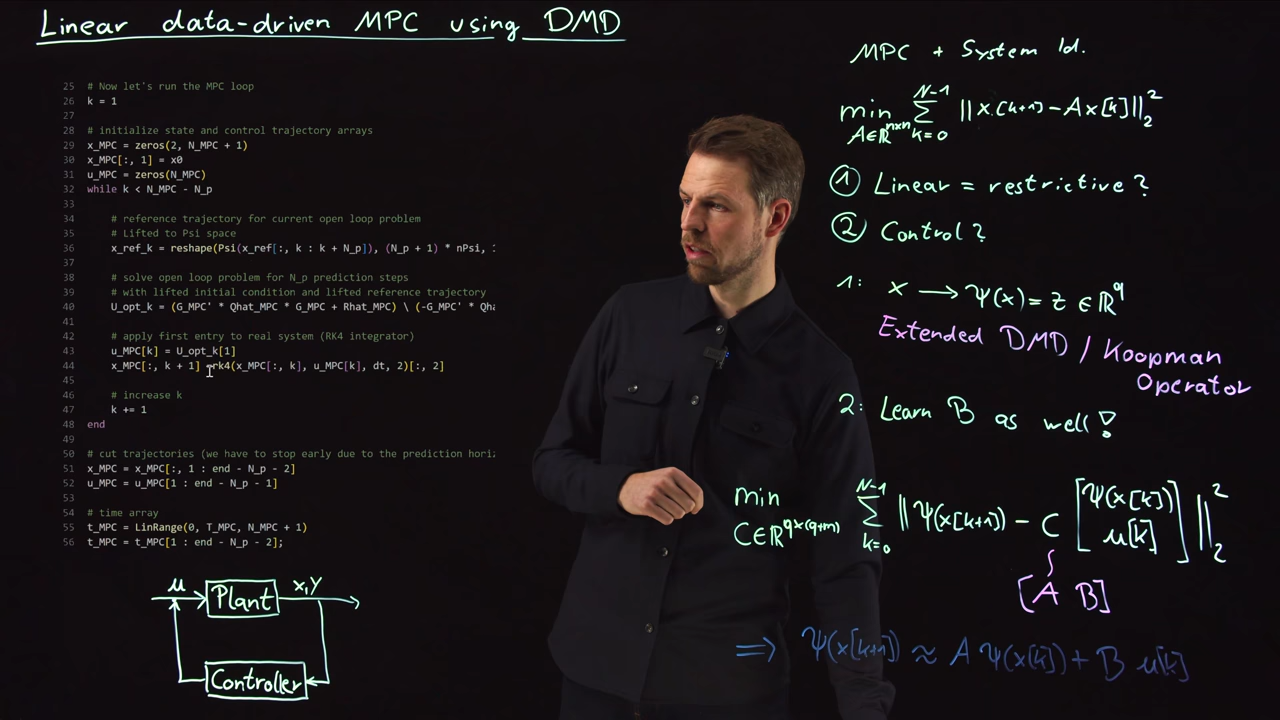 Linear data-driven MPC using DMD
25 # Now let's run the MPC loop
26 k = 1
27
28 # initialize state and control trajectory arrays
29 x_MPC = zeros(2, N_MPC + 1)
30 x_MPC[:, 1] = x0
31 u_MPC = zeros(N_MPC)
32 while k < N_MPC - N_p
33
34 # reference trajectory for current open loop problem
35 # Lifted to Psi space
36 x_ref_k = reshape(Psi(x_ref[:, k : k + N_p]), (N_p + 1) * nPsi, 1
37
38 # solve open loop problem for N_p prediction steps
39 # with lifted initial condition and lifted reference trajectory
40 U_opt_k = (G_MPC' * Qhat_MPC * G_MPC + Rhat_MPC) \ (-G_MPC' * Qha
41
42 # apply first entry to real system (RK4 integrator)
43 u_MPC[k] = U_opt_k[1]
44 x_MPC[:, k + 1] = rk4(x_MPC[:, k], u_MPC[k], dt, 2)[:, 2]
45
46 # increase k
47 k += 1
48 end
49
50 # cut trajectories (we have to stop early due to the prediction horiz
51 x_MPC = x_MPC[:, 1 : end - N_p - 2]
52 u_MPC = u_MPC[1 : end - N_p - 1]
53
54 # time array
55 t_MPC = LinRange(0, T_MPC, N_MPC + 1)
56 t_MPC = t_MPC[1 : end - N_p - 2];
u Plant x,y
Controller
MPC + System Id.
min A∈ℝ^{n×n} Σ_{k=0}^{N-1} ||x[k+1] - Ax[k]||_2^2
① Linear = restrictive?
② Control?
1: x → ψ(x) = z ∈ ℝ^q
Extended DMD / Koopman
Operator
2: Learn B as well!
min C∈ℝ^{q×(q+m)} Σ_{k=0}^{N-1} ||ψ(x[k+1]) - C [ψ(x[k]) u[k]]||_2^2
[A B]
⇒ ψ(x[k+1]) ≈ A ψ(x[k]) + B u[k]